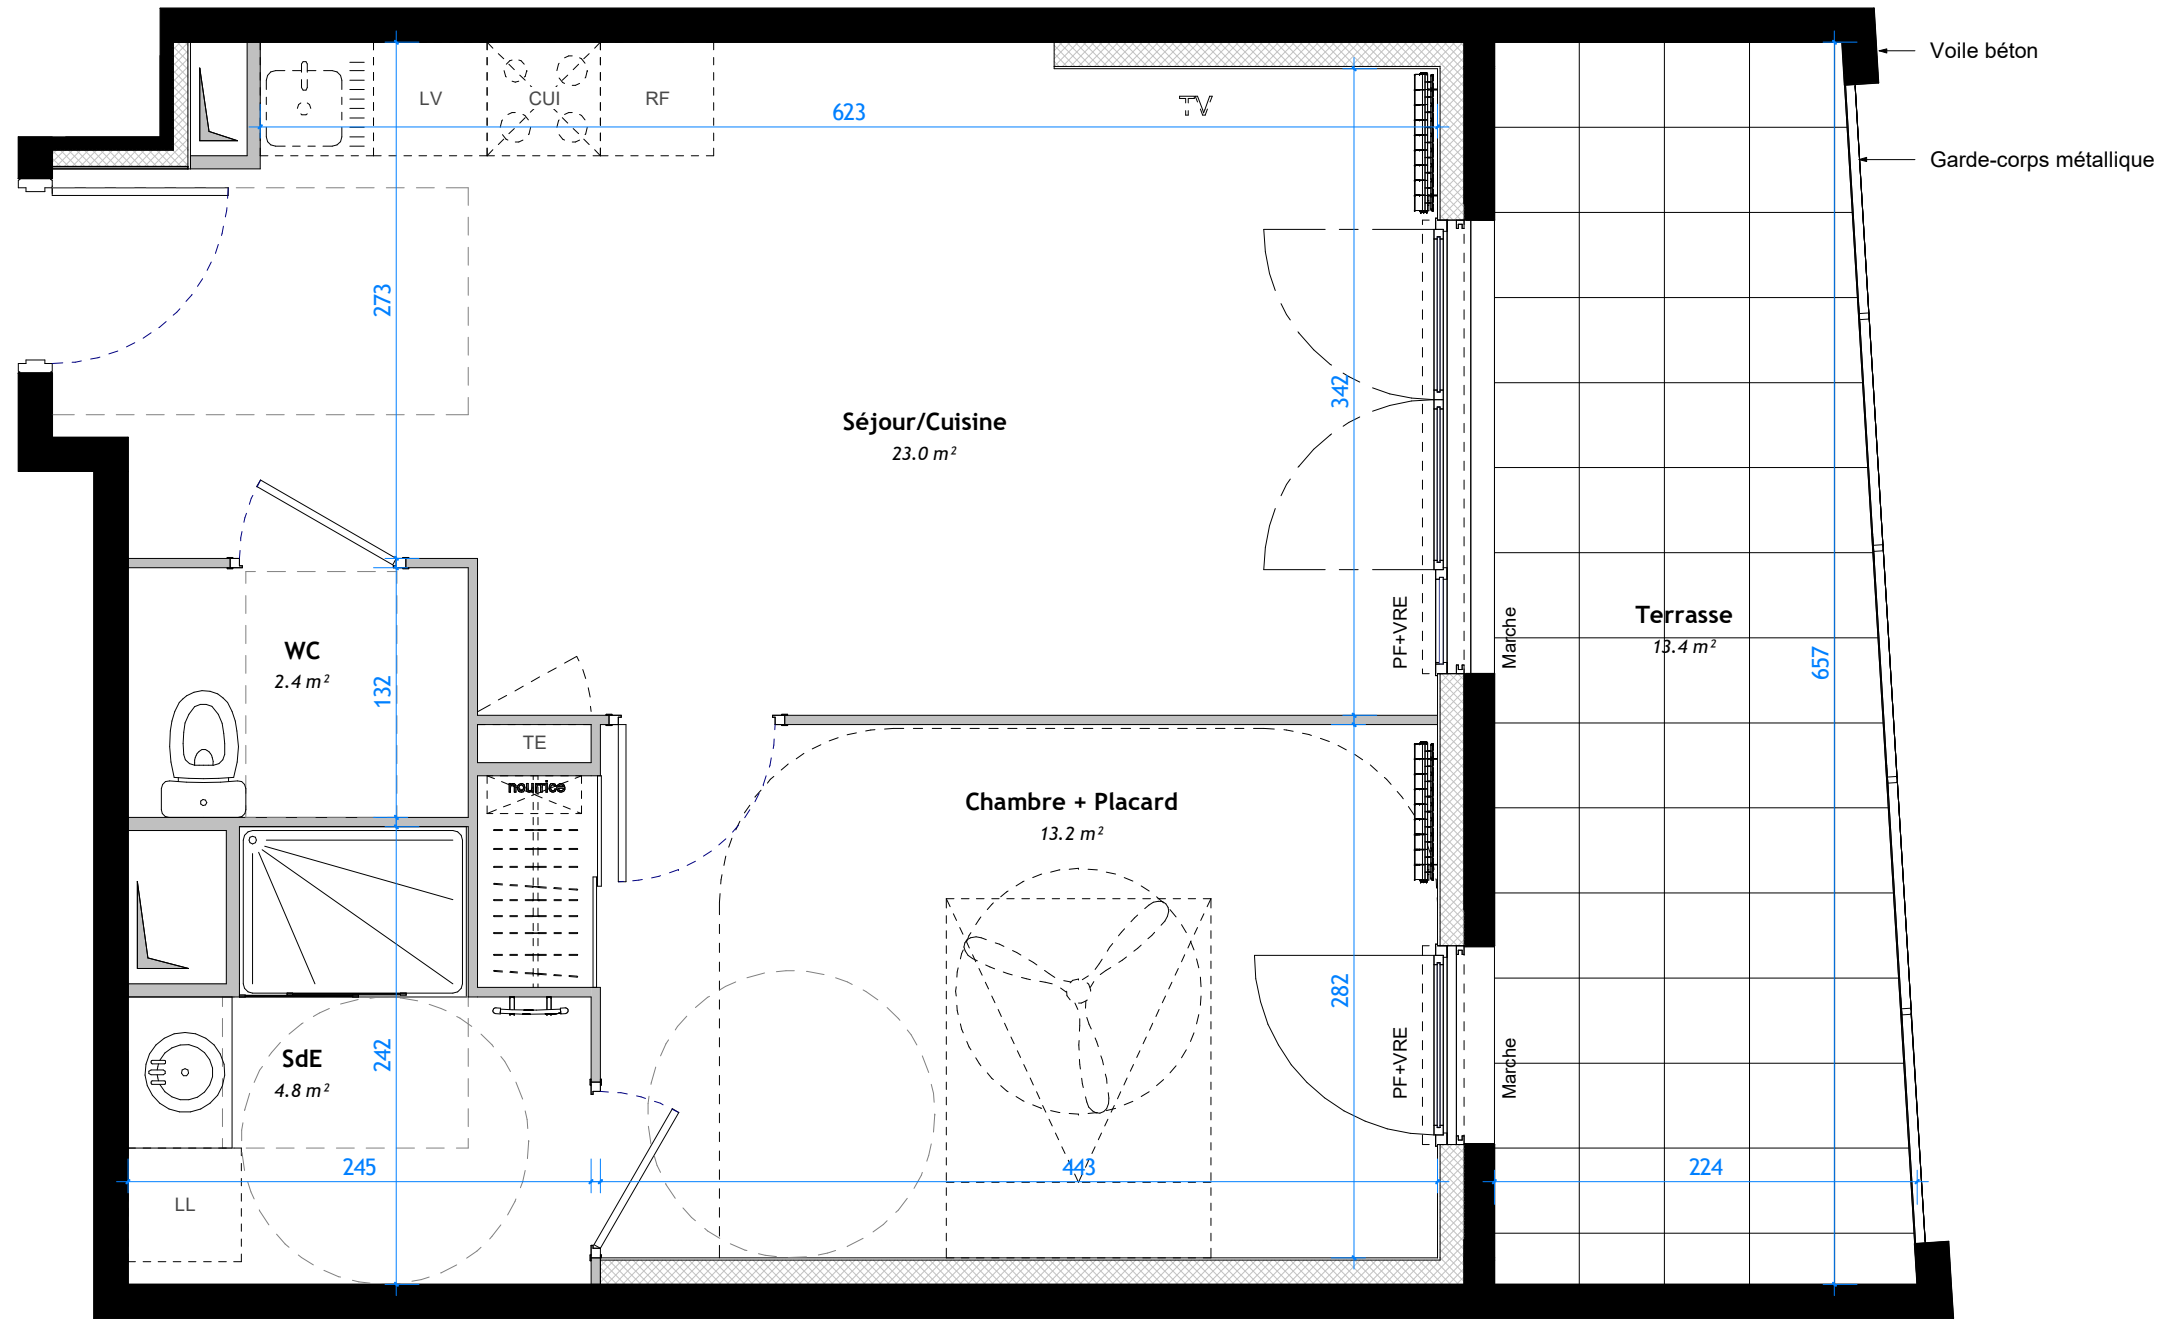 Voile béton
LV
CUI
RF
TV
623
Garde-corps métallique
273
342
Séjour/Cuisine
23.0 m²
PF+VRE
Marche
Terrasse
13.4 m²
657
WC
2.4 m²
132
TE
nourrice
Chambre + Placard
13.2 m²
282
SdE
4.8 m²
242
PF+VRE
Marche
245
443
224
LL